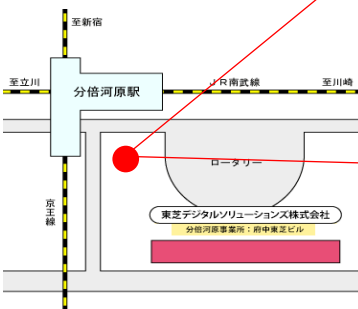 至新宿
至立川
分倍河原駅
JR南武線
至川崎
ロータリー
京王線
東芝デジタルソリューションズ株式会社
分倍河原事業所：府中東芝ビル